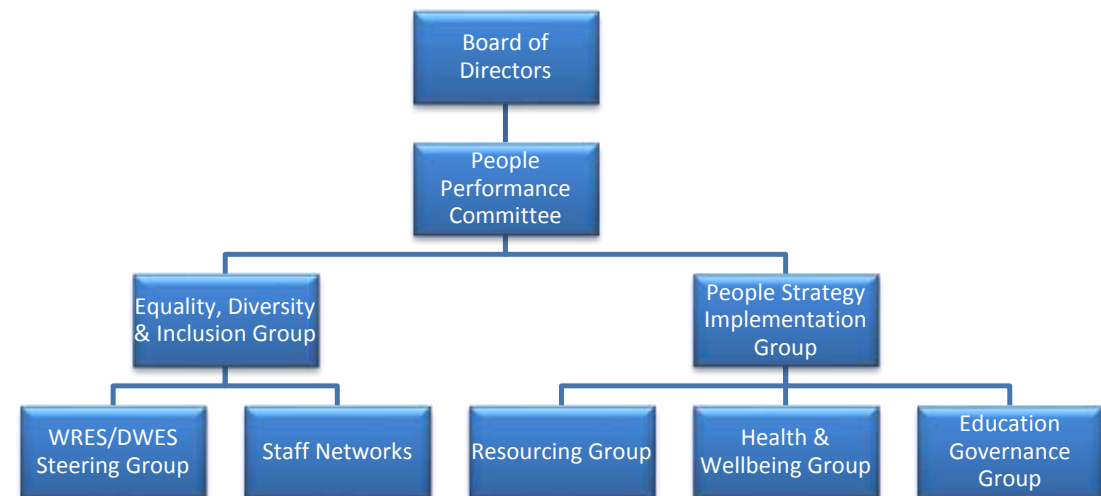 Board of
Directors
People
Performance
Committee
Equality, Diversity
& Inclusion Group
People Strategy
Implementation
Group
WRES/DWES
Steering Group
Staff Networks
Resourcing Group
Health &
Wellbeing Group
Education
Governance
Group